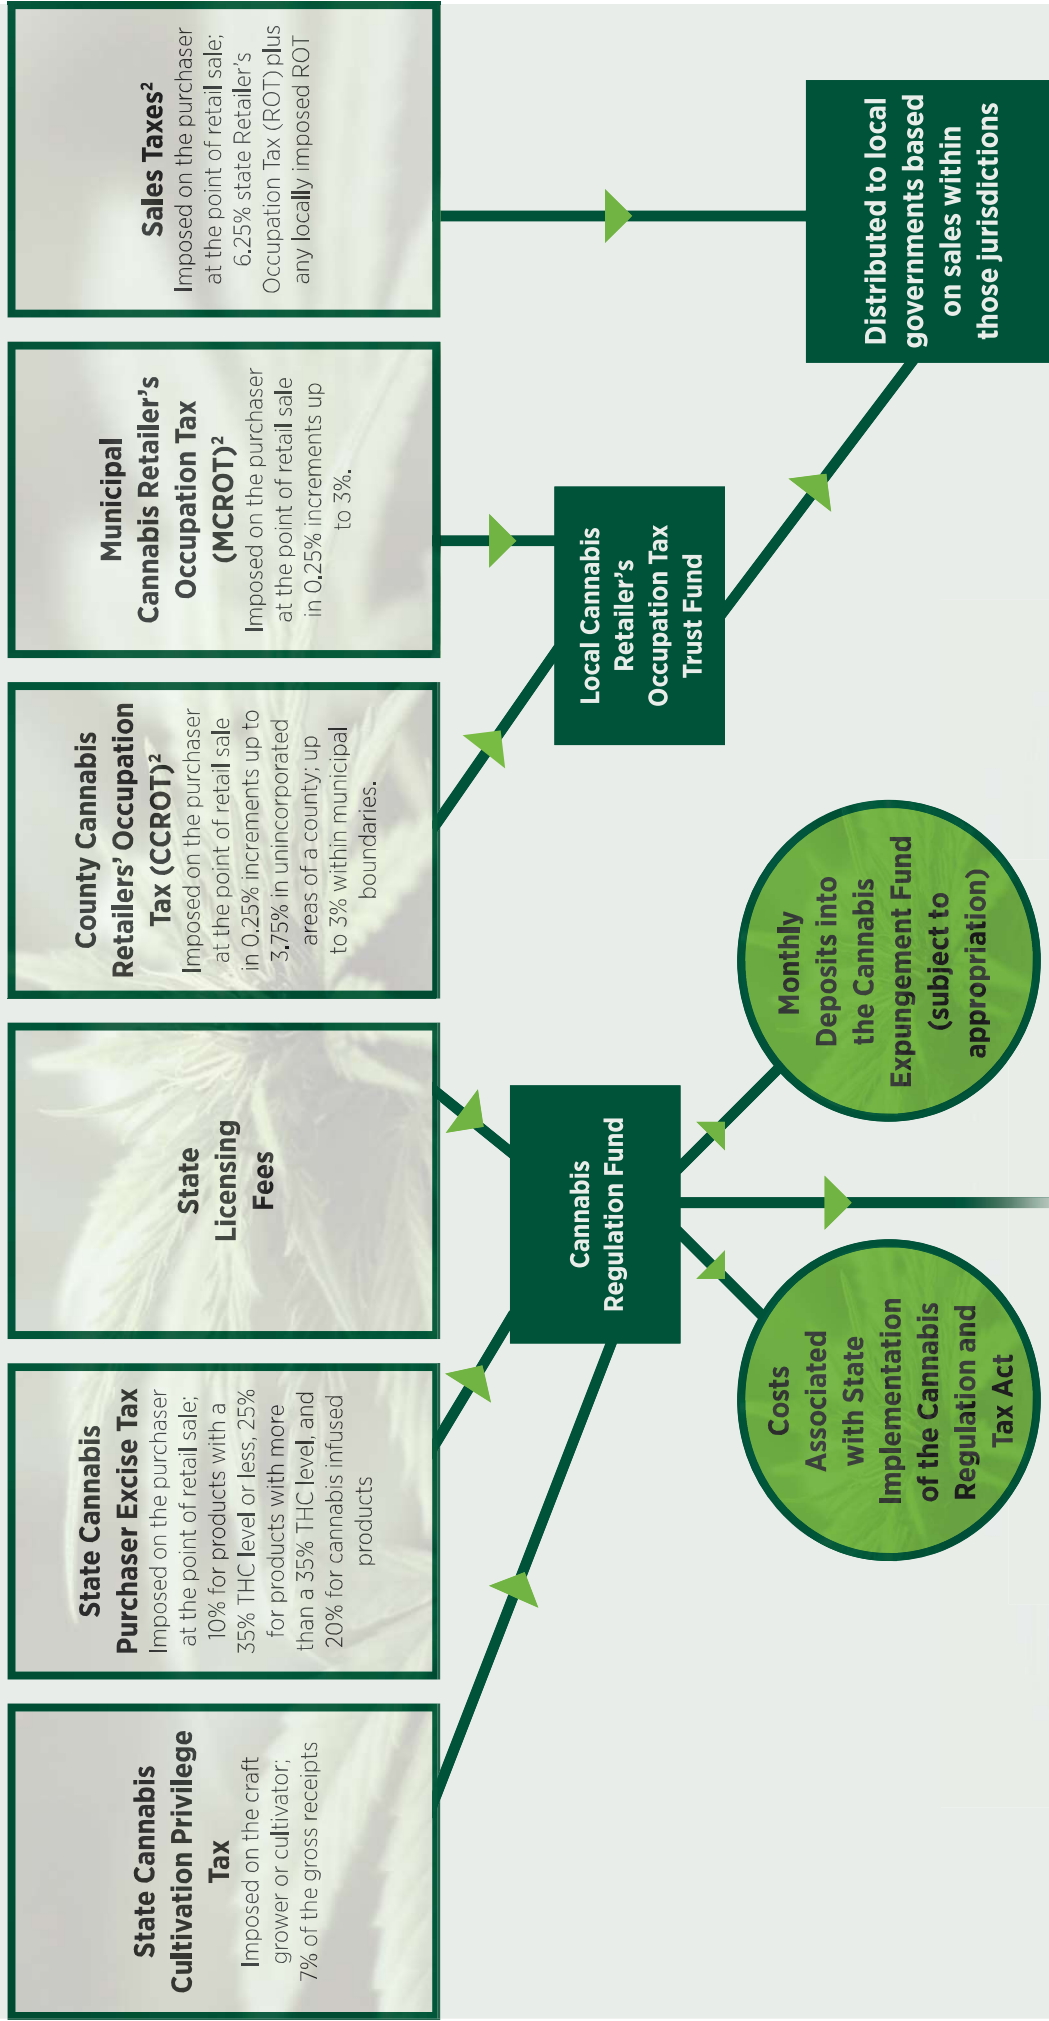 State Cannabis
Cultivation Privilege
Tax
Imposed on the craft
grower or cultivator;
7% of the gross receipts
State Cannabis
Purchaser Excise Tax
Imposed on the purchaser
at the point of retail sale;
10% for products with a
35% THC level or less, 25%
for products with more
than a 35% THC level, and
20% for cannabis infused
products
State
Licensing
Fees
County Cannabis
Retailers’ Occupation
Tax (CCROT)²
Imposed on the purchaser
at the point of retail sale
in 0.25% increments up to
3.75% in unincorporated
areas of a county; up
to 3% within municipal
boundaries.
Municipal
Cannabis Retailer’s
Occupation Tax
(MCROT)²
Imposed on the purchaser
at the point of retail sale
in 0.25% increments up
to 3%.
Sales Taxes²
Imposed on the purchaser
at the point of retail sale;
6.25% state Retailer’s
Occupation Tax (ROT) plus
any locally imposed ROT
Cannabis
Regulation Fund
Local Cannabis
Retailer’s
Occupation Tax
Trust Fund
Costs
Associated
with State
Implementation
of the Cannabis
Regulation and
Tax Act
Monthly
Deposits into
the Cannabis
Expungement Fund
(subject to
appropriation)
Distributed to local
governments based
on sales within
those jurisdictions